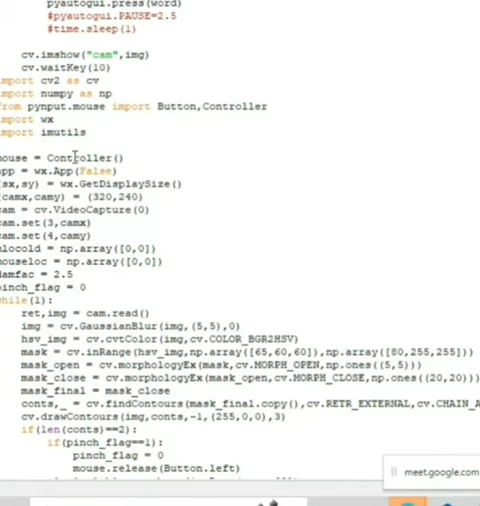 pyautogui.press(word)
#pyautogui.PAUSE=2.5
#time.sleep(1)
cv.imshow("cam",img)
cv.waitKey(10)
import cv2 as cv
import numpy as np
from pynput.mouse import Button,Controller
import wx
import imutils
mouse = Controller()
app = wx.App(False)
(sx,sy) = wx.GetDisplaySize()
(camx,camy) = (320,240)
cam = cv.VideoCapture(0)
cam.set(3,camx)
cam.set(4,camy)
mlocold = np.array([0,0])
mouseloc = np.array([0,0])
damfac = 2.5
pinch_flag = 0
while(1):
ret,img = cam.read()
img = cv.GaussianBlur(img,(5,5),0)
hsv_img = cv.cvtColor(img,cv.COLOR_BGR2HSV)
mask = cv.inRange(hsv_img,np.array([65,60,60]),np.array([80,255,255]))
mask_open = cv.morphologyEx(mask,cv.MORPH_OPEN,np.ones((5,5)))
mask_close = cv.morphologyEx(mask_open,cv.MORPH_CLOSE,np.ones((20,20)))
mask_final = mask_close
conts,_ = cv.findContours(mask_final.copy(),cv.RETR_EXTERNAL,cv.CHAIN_A
cv.drawContours(img,conts,-1,(255,0,0),3)
if(len(conts)==2):
if(pinch_flag==1):
pinch_flag = 0
mouse.release(Button.left)
meet.google.com